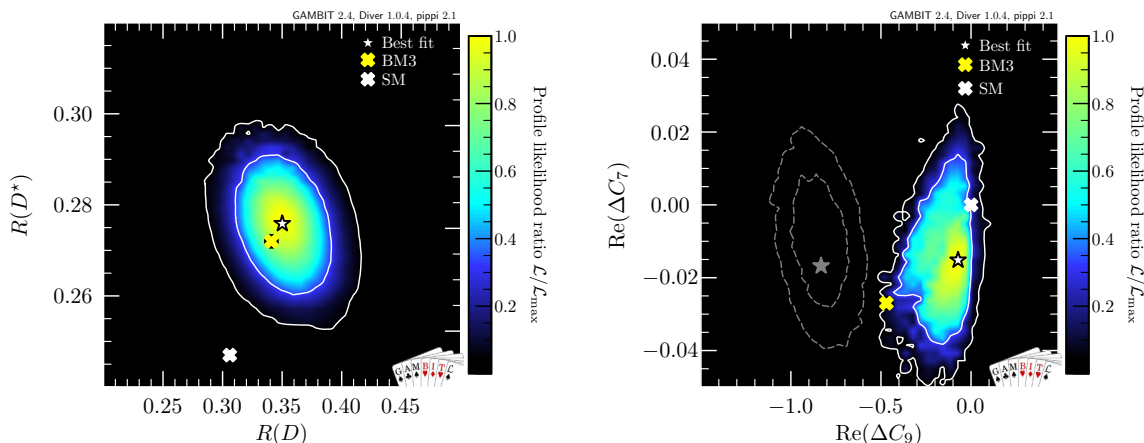 GAMBIT 2.4, Diver 1.0.4, pippi 2.1
Best fit
BM3
SM
0.30
0.28
0.26
R(D⋆)
0.25 0.30 0.35 0.40 0.45
R(D)
1.0
0.8
0.6
0.4
0.2
Profile likelihood ratio ℒ/ℒmax
G A M B I T ℒ
GAMBIT 2.4, Diver 1.0.4, pippi 2.1
Best fit
BM3
SM
0.04
0.02
0.00
−0.02
−0.04
Re(ΔC₇)
−1.0 −0.5 0.0
Re(ΔC₉)
1.0
0.8
0.6
0.4
0.2
Profile likelihood ratio ℒ/ℒmax
G A M B I T ℒ